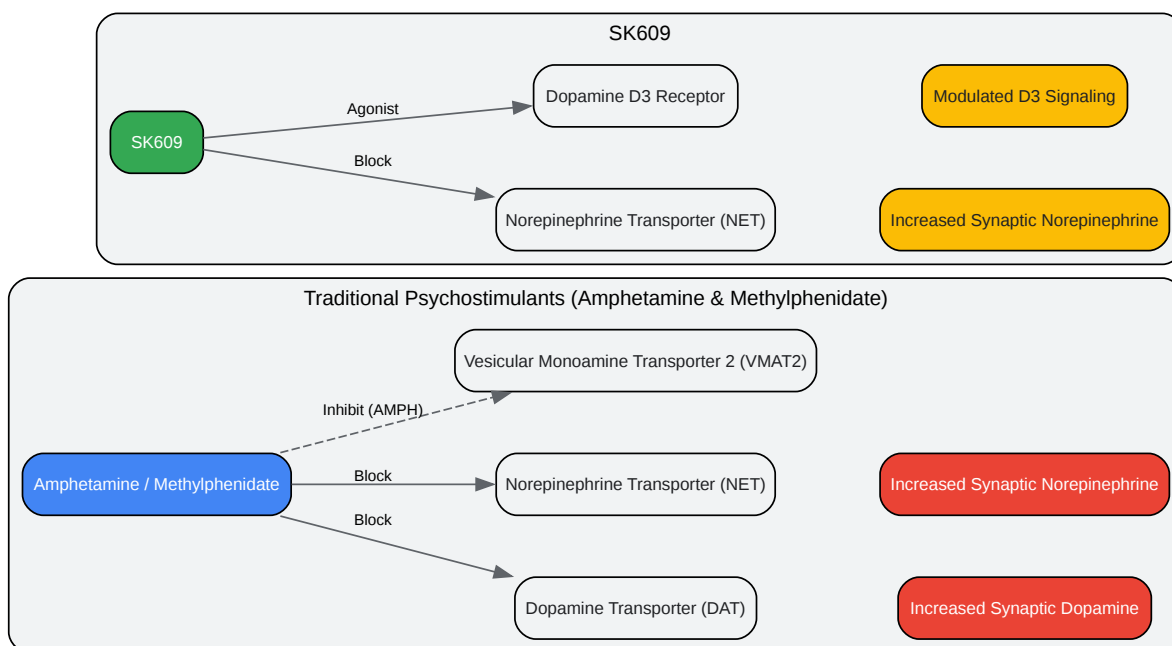 SK609
Dopamine D3 Receptor
Modulated D3 Signaling
Agonist
SK609
Block
Norepinephrine Transporter (NET)
Increased Synaptic Norepinephrine
Traditional Psychostimulants (Amphetamine & Methylphenidate)
Vesicular Monoamine Transporter 2 (VMAT2)
Inhibit (AMPH)
Amphetamine / Methylphenidate
Block
Norepinephrine Transporter (NET)
Increased Synaptic Norepinephrine
Block
Dopamine Transporter (DAT)
Increased Synaptic Dopamine